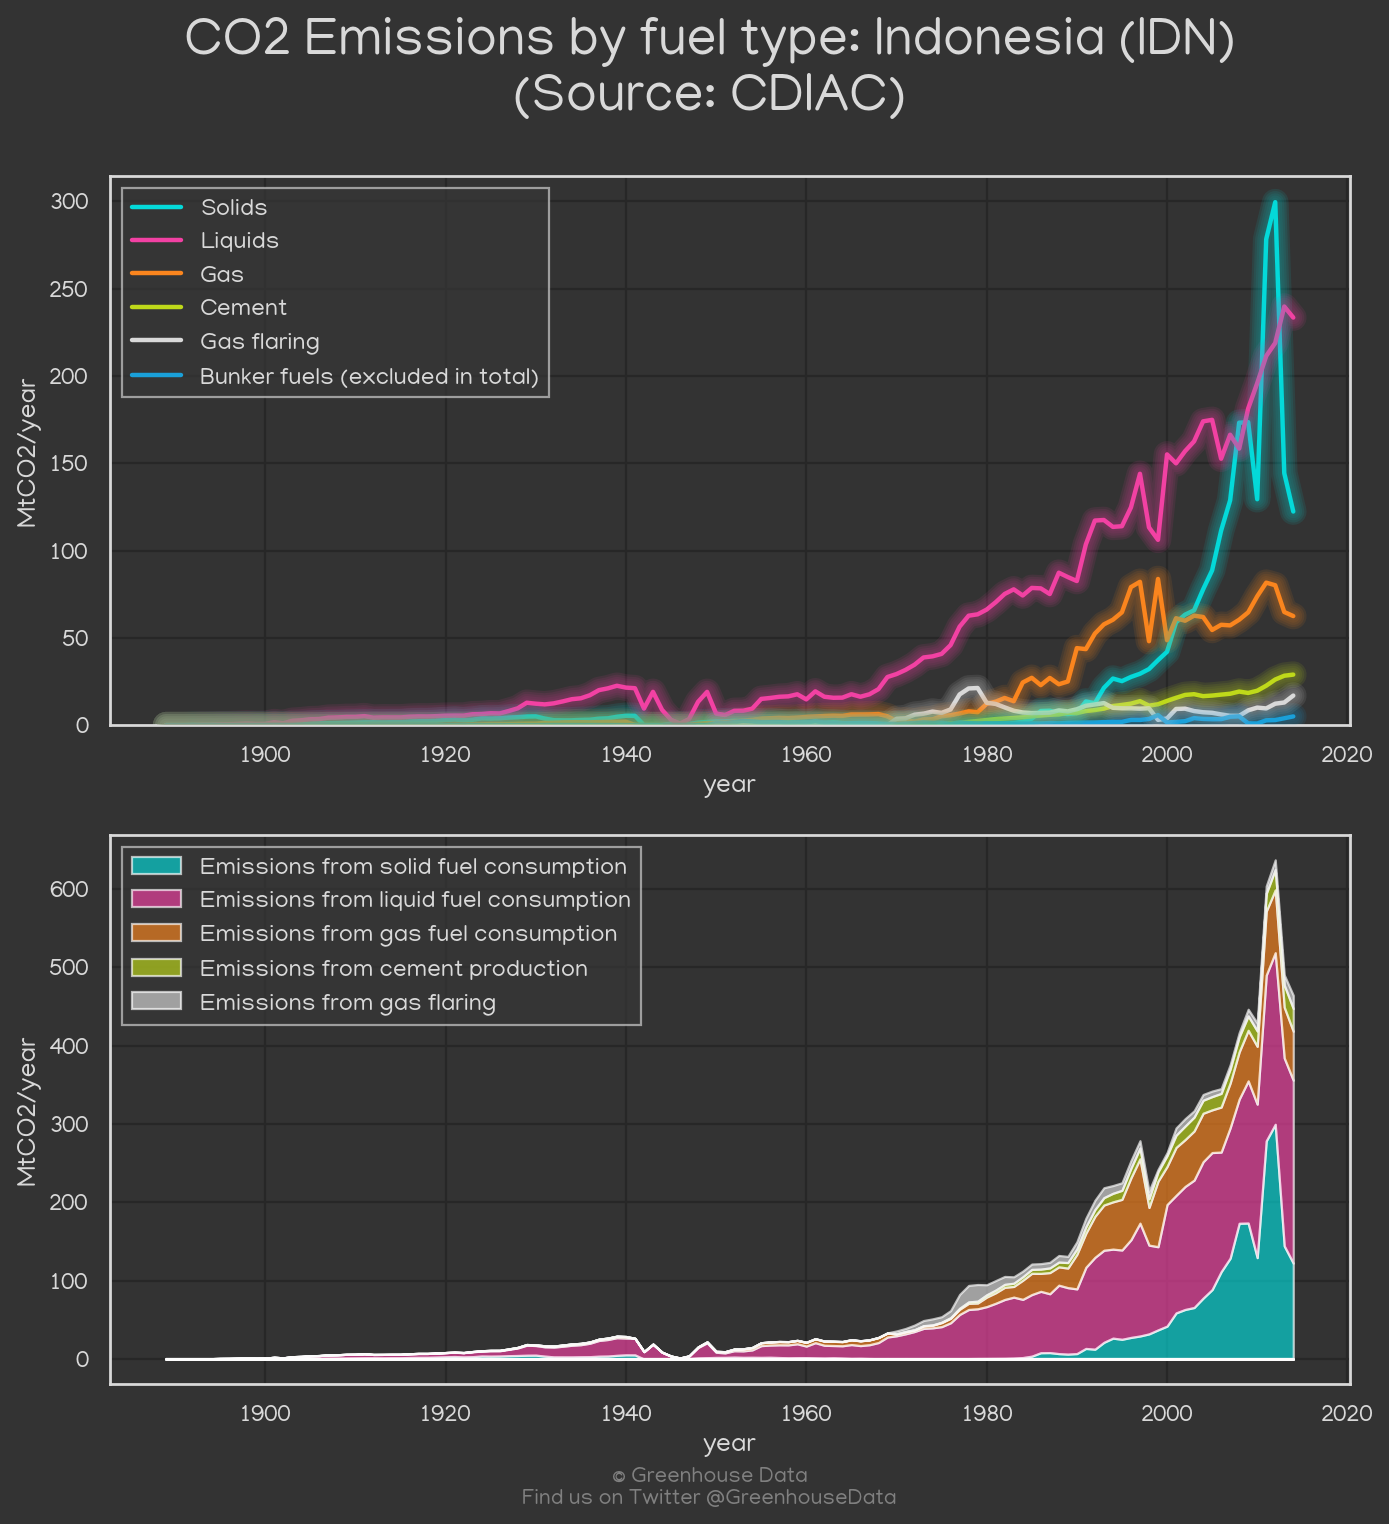 CO2 Emissions by fuel type: Indonesia (IDN)
(Source: CDIAC)
300
250
200
150
100
50
0
MtCO2/year
Solids
Liquids
Gas
Cement
Gas flaring
Bunker fuels (excluded in total)
1900
1920
1940
1960
1980
2000
2020
year
600
500
400
300
200
100
0
MtCO2/year
Emissions from solid fuel consumption
Emissions from liquid fuel consumption
Emissions from gas fuel consumption
Emissions from cement production
Emissions from gas flaring
1900
1920
1940
1960
1980
2000
2020
year
© Greenhouse Data
Find us on Twitter @GreenhouseData